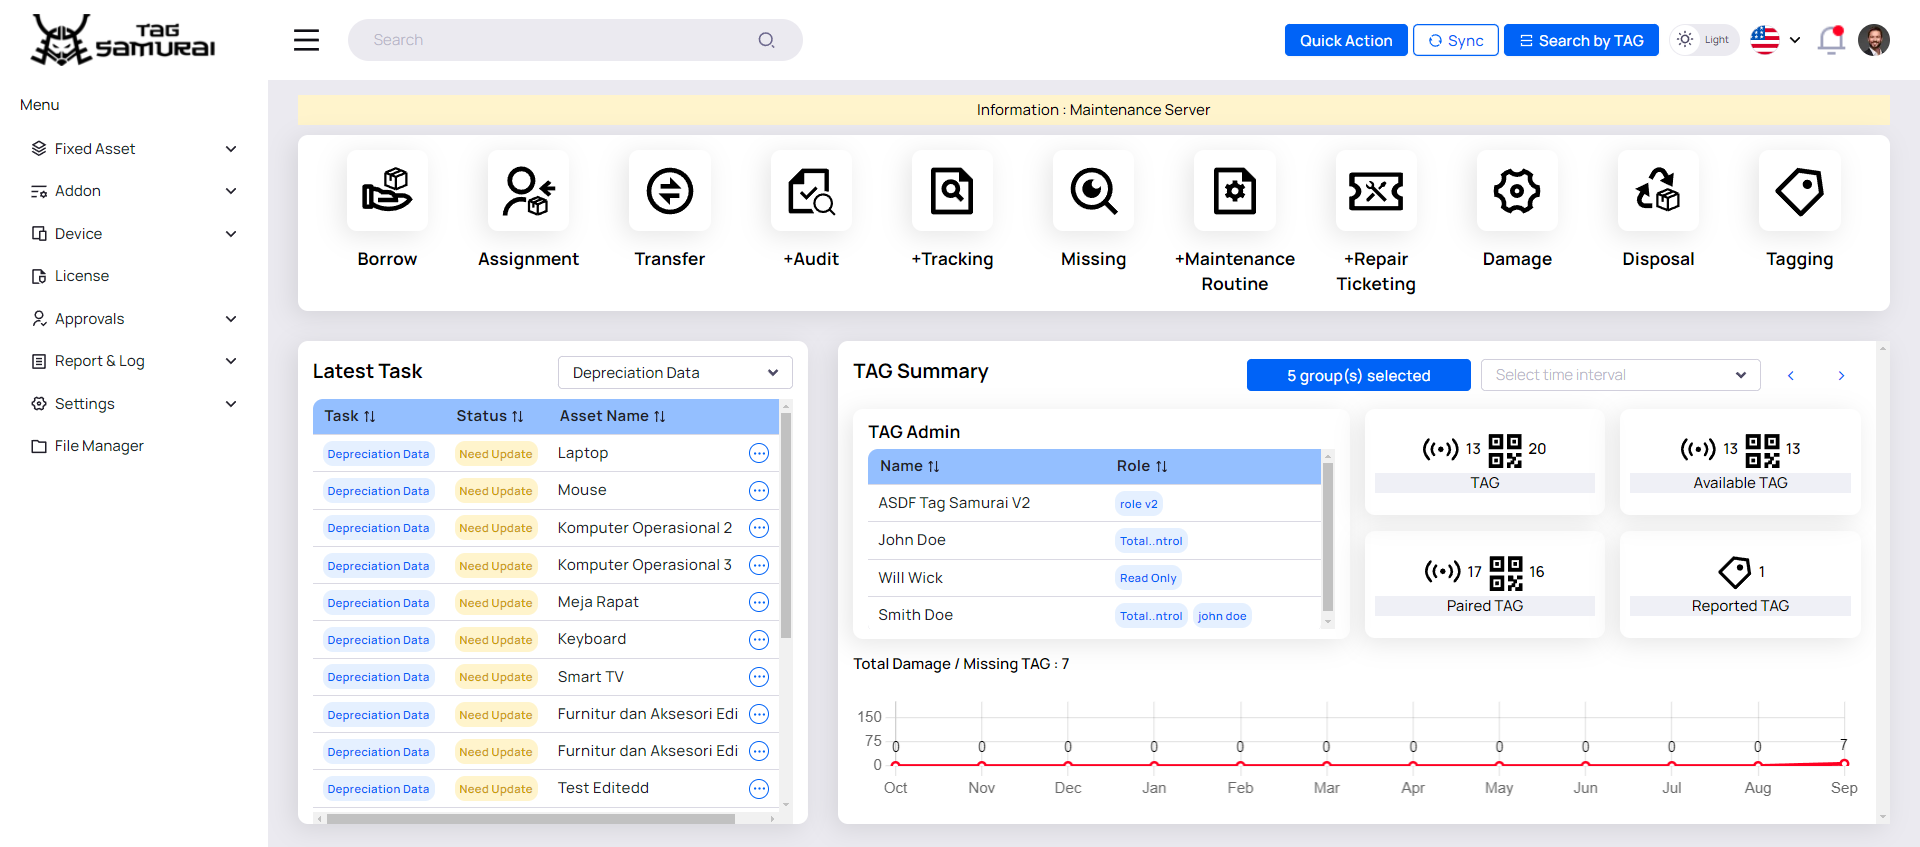 TAG
SAMURAI
Search
Quick Action
Sync
Search by TAG
Light
Menu
Fixed Asset
Addon
Device
License
Approvals
Report & Log
Settings
File Manager
Information : Maintenance Server
Borrow
Assignment
Transfer
+Audit
+Tracking
Missing
+Maintenance
Routine
+Repair
Ticketing
Damage
Disposal
Tagging
Latest Task
Depreciation Data
Task Status Asset Name
Depreciation Data Need Update Laptop
Depreciation Data Need Update Mouse
Depreciation Data Need Update Komputer Operasional 2
Depreciation Data Need Update Komputer Operasional 3
Depreciation Data Need Update Meja Rapat
Depreciation Data Need Update Keyboard
Depreciation Data Need Update Smart TV
Depreciation Data Need Update Furnitur dan Aksesori Edi
Depreciation Data Need Update Furnitur dan Aksesori Edi
Depreciation Data Need Update Test Editedd
TAG Summary
5 group(s) selected
Select time interval
TAG Admin
Name Role
ASDF Tag Samurai V2 role v2
John Doe Total..ntrol
Will Wick Read Only
Smith Doe Total..ntrol john doe
13 20
TAG
13 13
Available TAG
17 16
Paired TAG
1
Reported TAG
Total Damage / Missing TAG : 7
150
75
0
0 0 0 0 0 0 0 0 0 0 0 7
Oct Nov Dec Jan Feb Mar Apr May Jun Jul Aug Sep